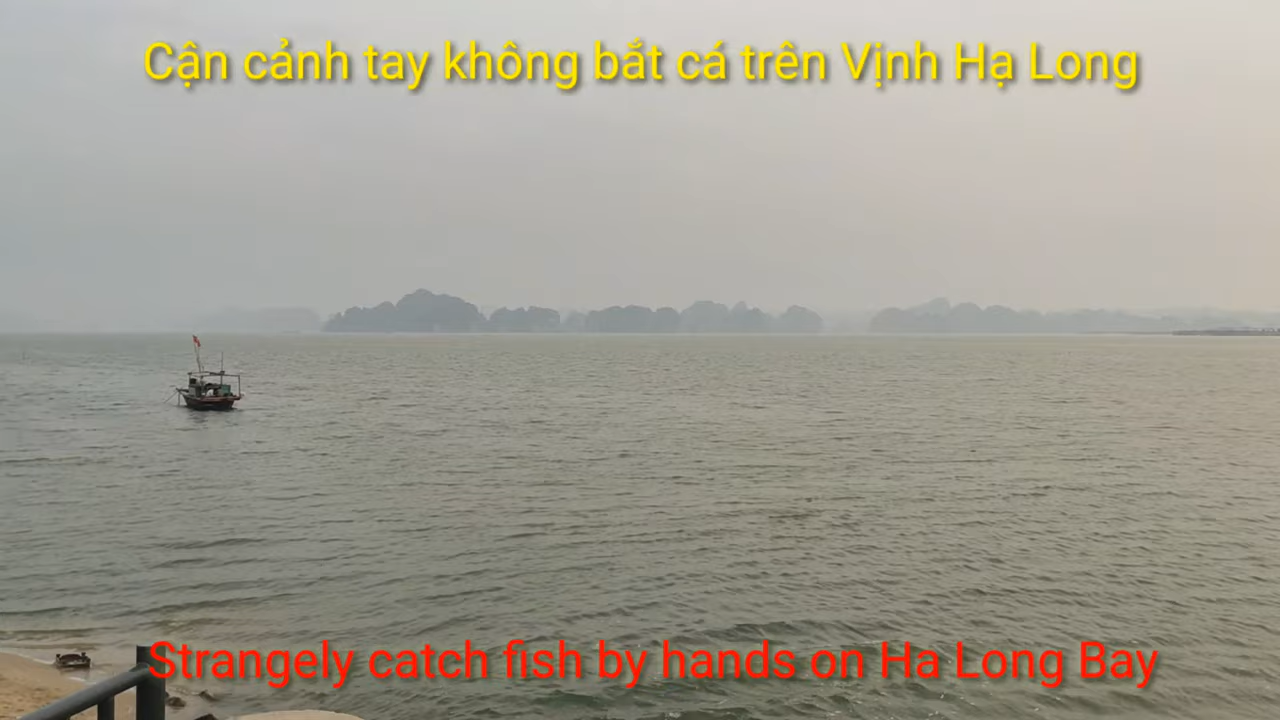 Cận cảnh tay không bắt cá trên Vịnh Hạ Long
Strangely catch fish by hands on Ha Long Bay